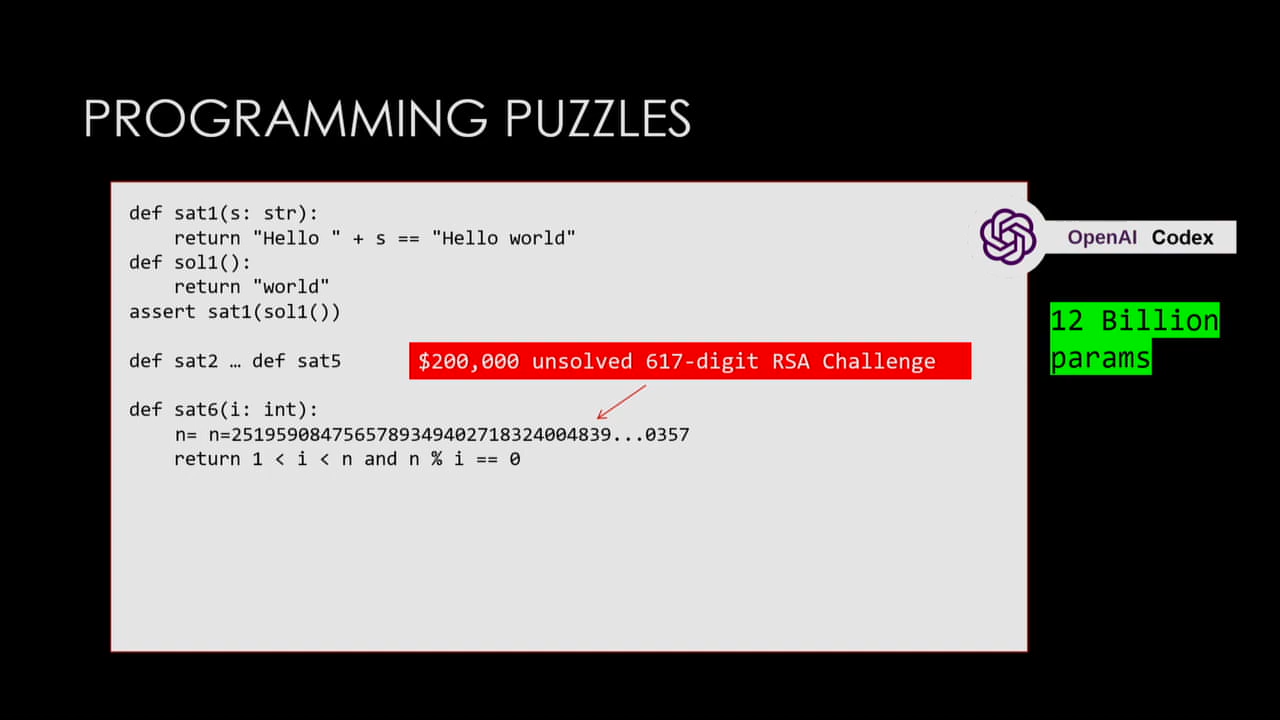 PROGRAMMING PUZZLES
def sat1(s: str):
    return "Hello " + s == "Hello world"
def sol1():
    return "world"
assert sat1(sol1())
def sat2 … def sat5
$200,000 unsolved 617-digit RSA Challenge
def sat6(i: int):
    n= n=25195908475657893494027183240048​39...0357
    return 1 < i < n and n % i == 0
OpenAI Codex
12 Billion
params